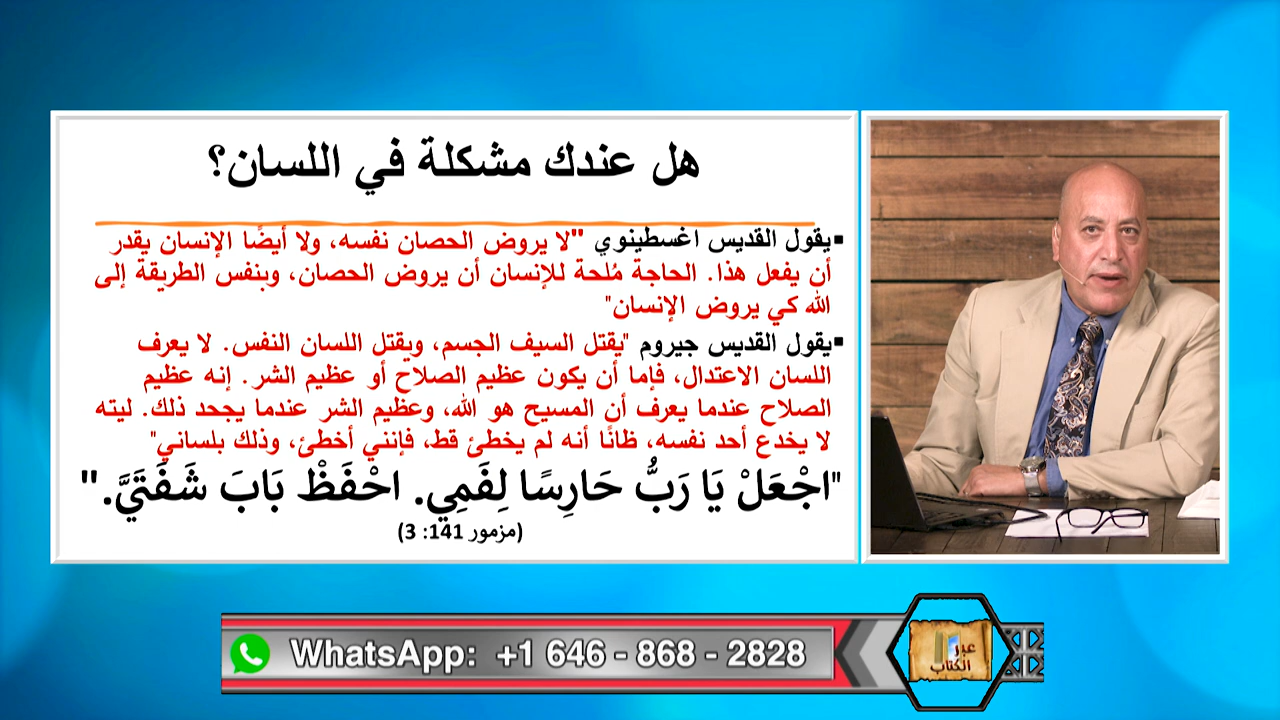 هل عندك مشكلة في اللسان؟
▪يقول القديس اغسطينوي "لا يروض الحصان نفسه، ولا أيضًا الإنسان يقدر
أن يفعل هذا. الحاجة مُلحة للإنسان أن يروض الحصان، وبنفس الطريقة إلى
الله كي يروض الإنسان"
▪يقول القديس جيروم "يقتل السيف الجسم، ويقتل اللسان النفس. لا يعرف
اللسان الاعتدال، فإما أن يكون عظيم الصلاح أو عظيم الشر. إنه عظيم
الصلاح عندما يعرف أن المسيح هو الله، وعظيم الشر عندما يجحد ذلك. ليته
لا يخدع أحد نفسه، ظانًا أنه لم يخطئ قط، فإنني أخطئ، وذلك بلساني"
"اجْعَلْ يَا رَبُّ حَارِسًا لِفَمِي. احْفَظْ بَابَ شَفَتَيَّ."
(مزمور 141: 3)
WhatsApp: +1 646 - 868 - 2828
عبر
الكتاب